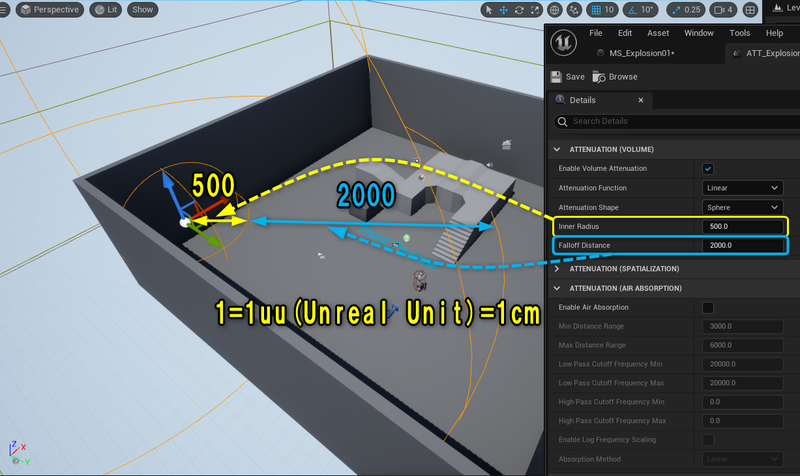 Perspective
Lit
Show
10
10°
0.25
4
Lev
File
Edit
Asset
Window
Tools
Help
MS_Explosion01*
ATT_Explosion
Save
Browse
Details
Search Details
ATTENUATION (VOLUME)
Enable Volume Attenuation
Attenuation Function
Linear
Attenuation Shape
Sphere
Inner Radius
500.0
Falloff Distance
2000.0
ATTENUATION (SPATIALIZATION)
ATTENUATION (AIR ABSORPTION)
Enable Air Absorption
Min Distance Range
3000.0
Max Distance Range
6000.0
Low Pass Cutoff Frequency Min
20000.0
Low Pass Cutoff Frequency Max
20000.0
High Pass Cutoff Frequency Min
0.0
High Pass Cutoff Frequency Max
0.0
Enable Log Frequency Scaling
Absorption Method
Linear
500
2000
1=1uu(Unreal Unit)=1cm
Z
X
Y